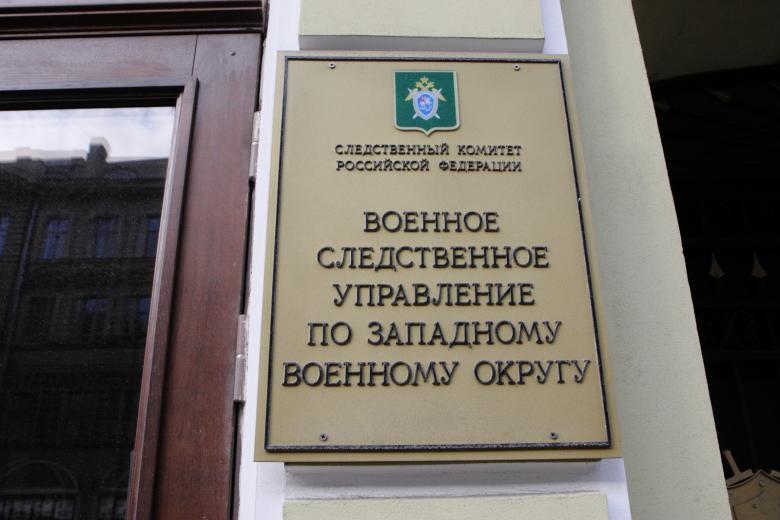 СЛЕДСТВЕННЫЙ КОМИТЕТ
РОССИЙСКОЙ ФЕДЕРАЦИИ
ВОЕННОЕ
СЛЕДСТВЕННОЕ
УПРАВЛЕНИЕ
ПО ЗАПАДНОМУ
ВОЕННОМУ ОКРУГУ